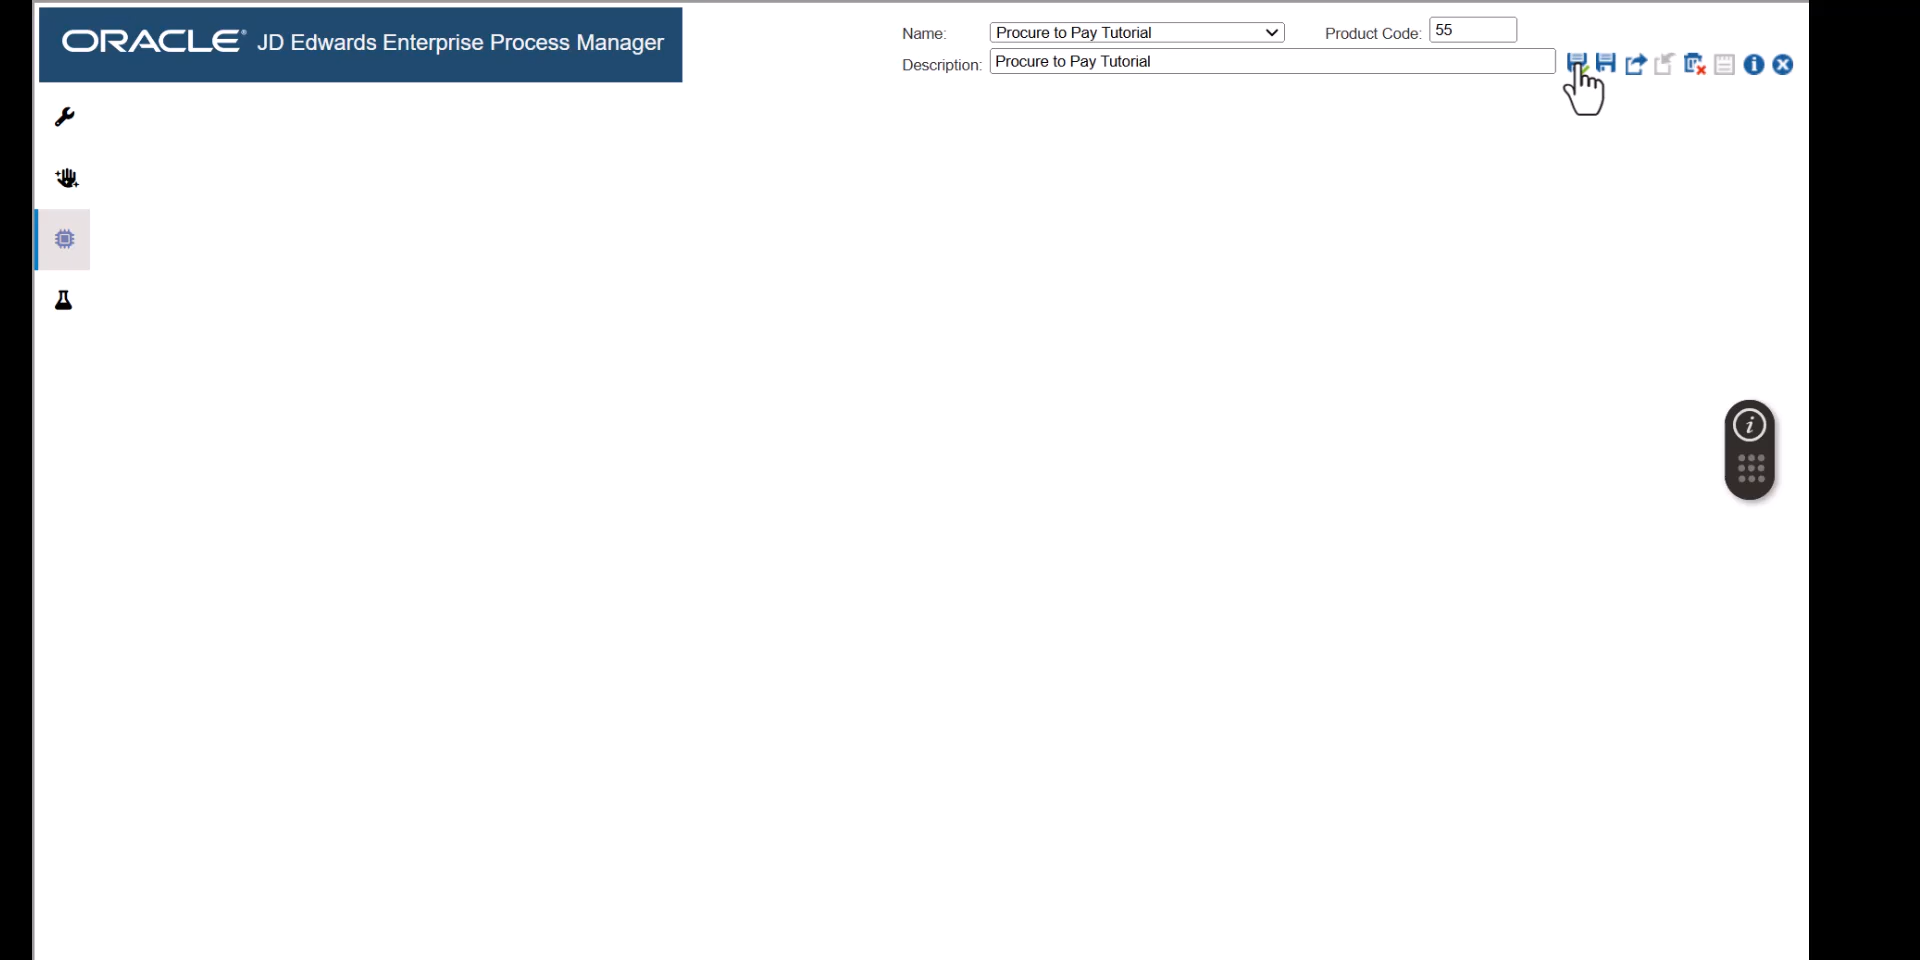 ORACLE® JD Edwards Enterprise Process Manager
Name: Procure to Pay Tutorial Product Code: 55
Description: Procure to Pay Tutorial